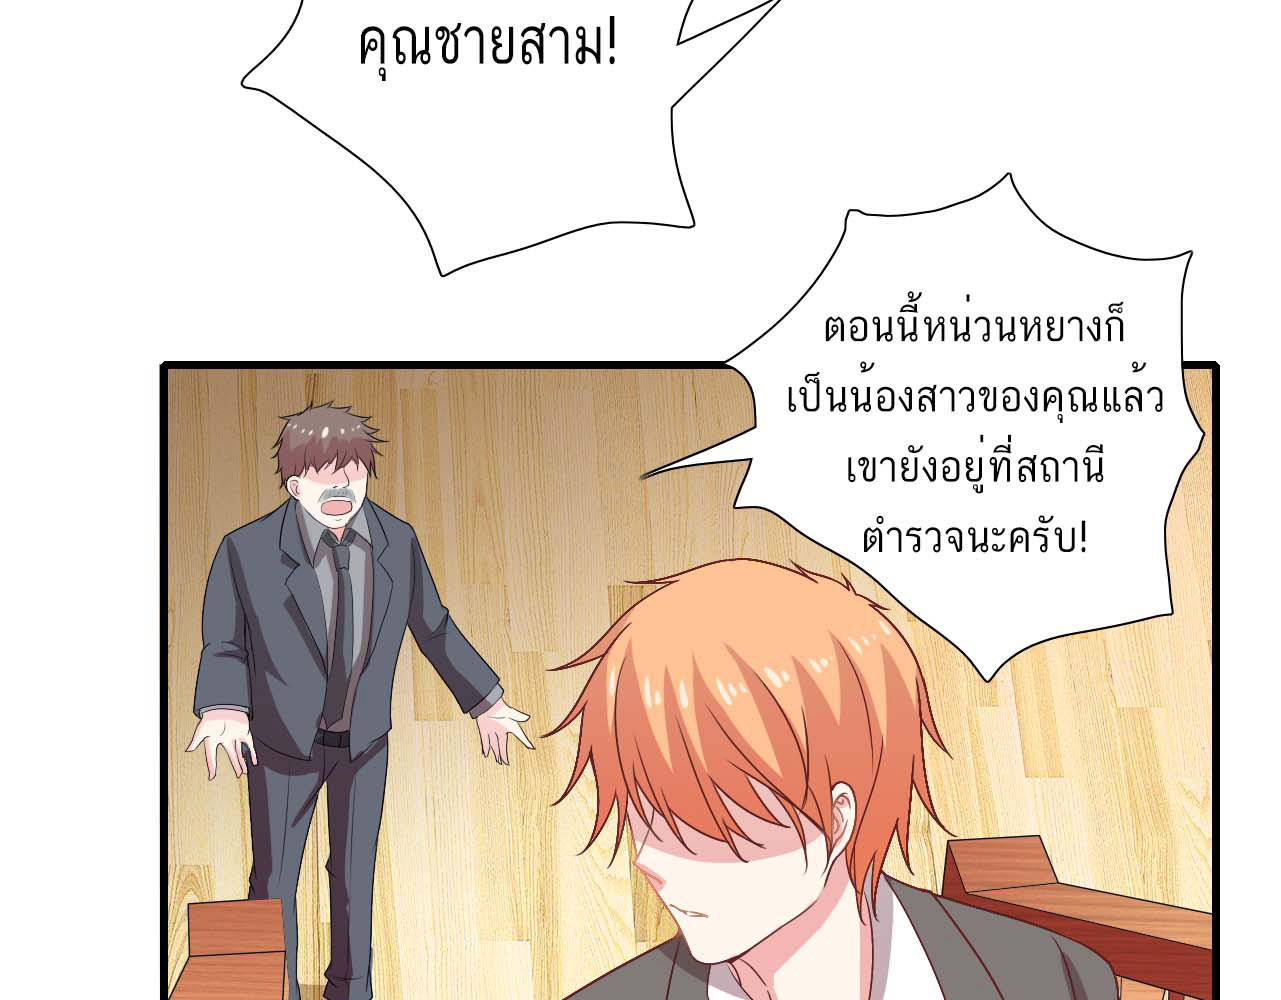 คุณชายสาม!
ตอนนี้หน่วนหยางก็
เป็นน้องสาวของคุณแล้ว
เขายังอยู่ที่สถานี
ตำรวจนะครับ!